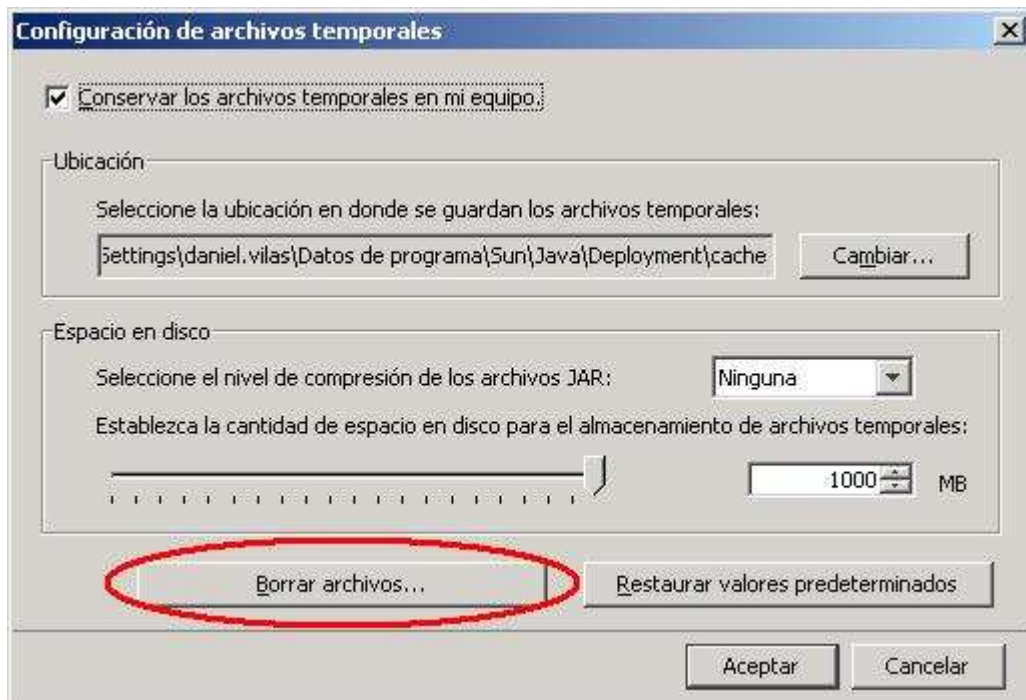 Configuración de archivos temporales
Conservar los archivos temporales en mi equipo.
Ubicación
Seleccione la ubicación en donde se guardan los archivos temporales:
Settings\daniel.vilas\Datos de programa\Sun\Java\Deployment\cache
Cambiar...
Espacio en disco
Seleccione el nivel de compresión de los archivos JAR:
Ninguna
Establezca la cantidad de espacio en disco para el almacenamiento de archivos temporales:
1000
MB
Borrar archivos...
Restaurar valores predeterminados
Aceptar
Cancelar